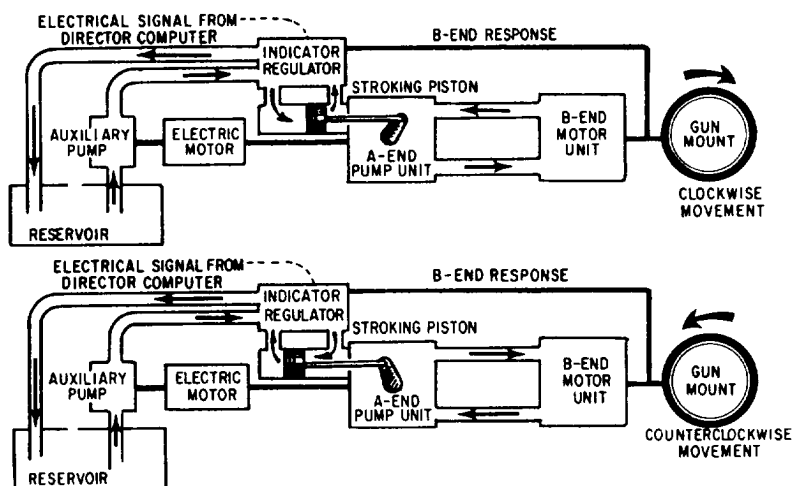 ELECTRICAL SIGNAL FROM
DIRECTOR COMPUTER
B-END RESPONSE
INDICATOR
REGULATOR
STROKING PISTON
AUXILIARY
PUMP
ELECTRIC
MOTOR
A-END
PUMP UNIT
B-END
MOTOR
UNIT
GUN
MOUNT
CLOCKWISE
MOVEMENT
RESERVOIR
ELECTRICAL SIGNAL FROM
DIRECTOR COMPUTER
B-END RESPONSE
INDICATOR
REGULATOR
STROKING PISTON
AUXILIARY
PUMP
ELECTRIC
MOTOR
A-END
PUMP UNIT
B-END
MOTOR
UNIT
GUN
MOUNT
COUNTERCLOCKWISE
MOVEMENT
RESERVOIR